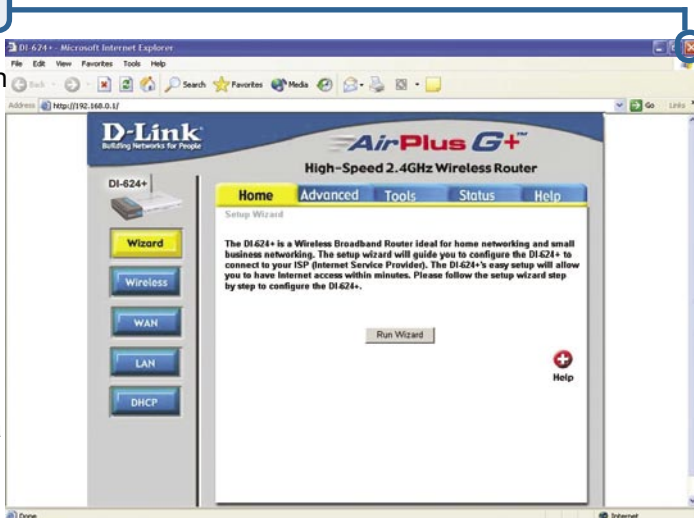 DI-624+ - Microsoft Internet Explorer
File Edit View Favorites Tools Help
Back Search Favorites Media
Address http://192.168.0.1/ Go Links
D-Link
Building Networks for People
AirPlus G+™
High-Speed 2.4GHz Wireless Router
DI-624+
Home Advanced Tools Status Help
Setup Wizard
Wizard
Wireless
WAN
LAN
DHCP
The DI-624+ is a Wireless Broadband Router ideal for home networking and small
business networking. The setup wizard will guide you to configure the DI-624+ to
connect to your ISP (Internet Service Provider). The DI-624+'s easy setup will allow
you to have Internet access within minutes. Please follow the setup wizard step
by step to configure the DI-624+.
Run Wizard
Help
Done Internet